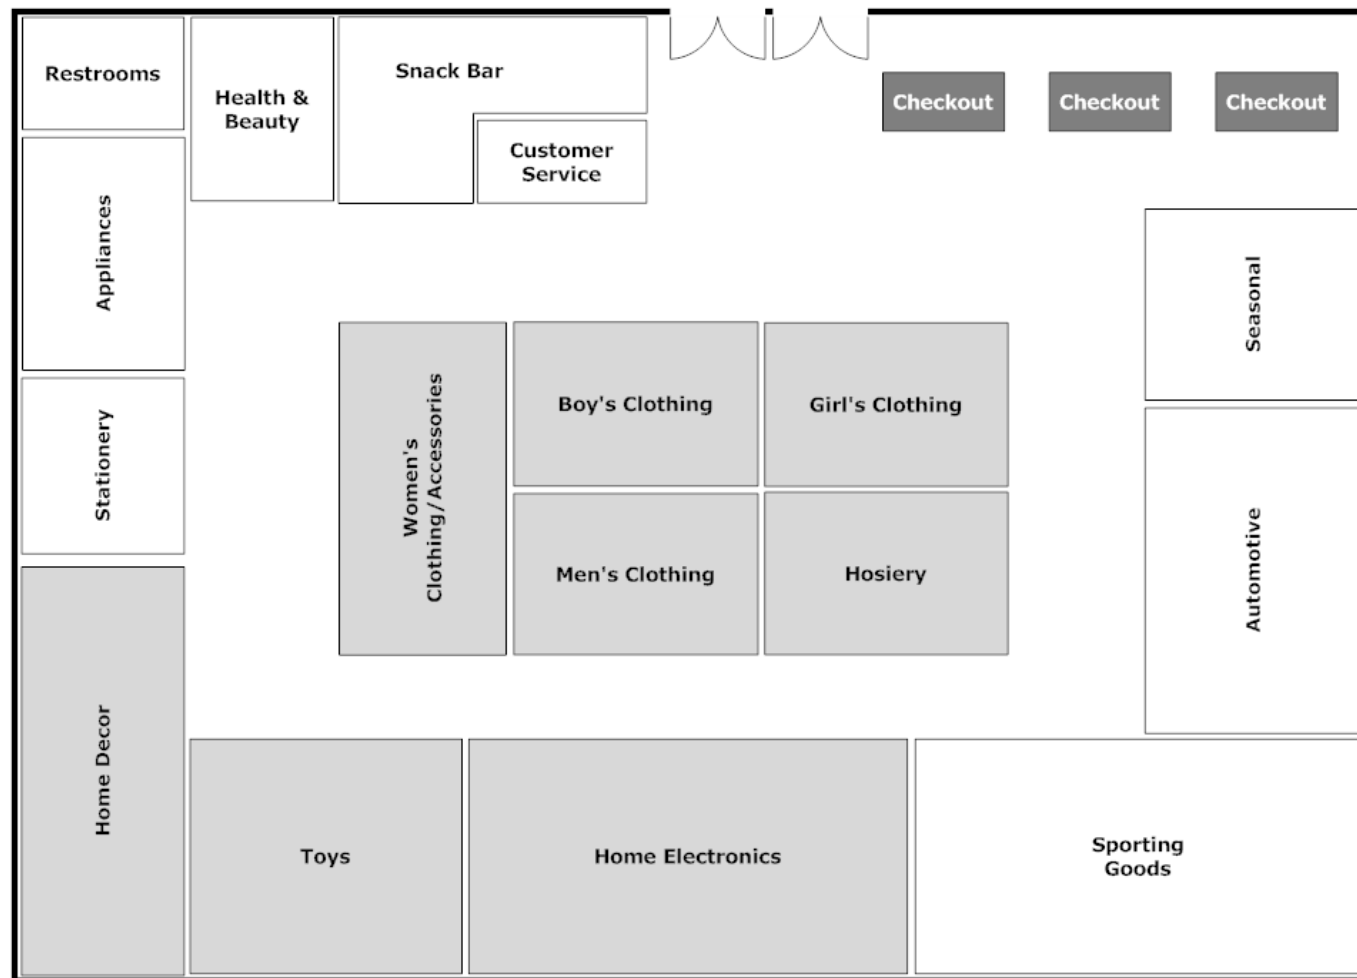 Restrooms
Health &
Beauty
Snack Bar
Customer
Service
Checkout
Checkout
Checkout
Appliances
Seasonal
Stationery
Women's
Clothing/Accessories
Boy's Clothing
Girl's Clothing
Men's Clothing
Hosiery
Automotive
Home Decor
Toys
Home Electronics
Sporting
Goods